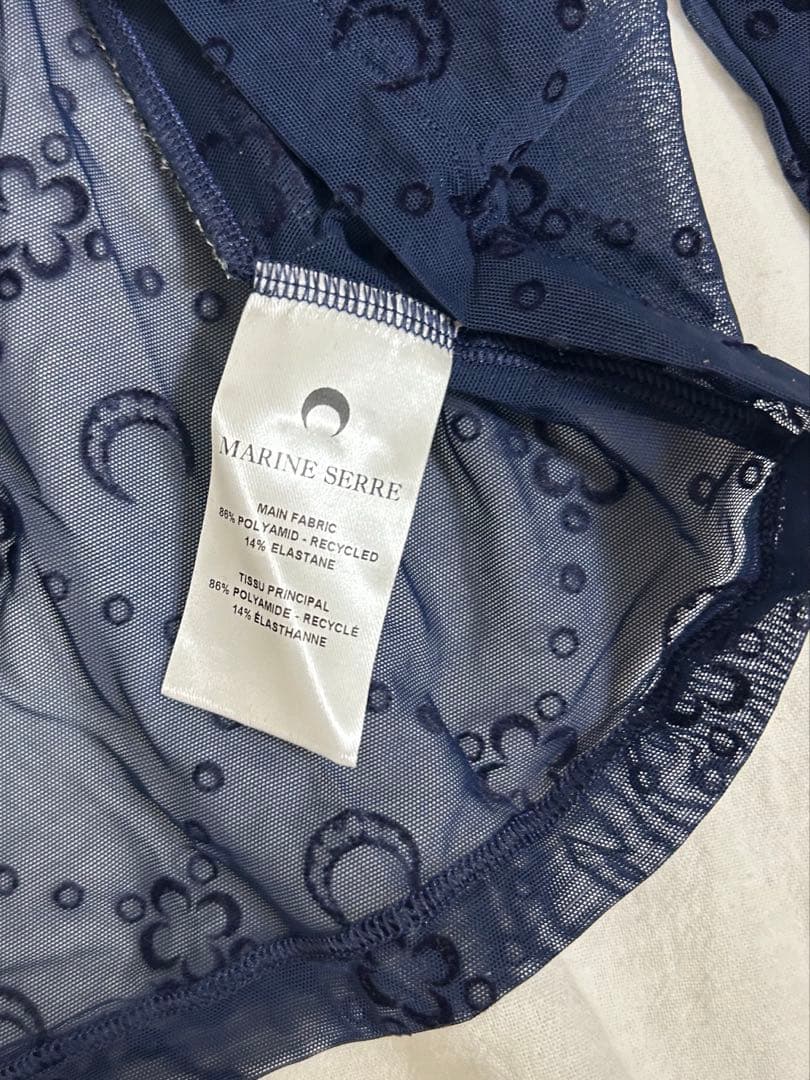 MARINE SERRE
MAIN FABRIC
86% POLYAMID - RECYCLED
14% ELASTANE
TISSU PRINCIPAL
86% POLYAMIDE - RECYCLÉ
14% ÉLASTHANNE